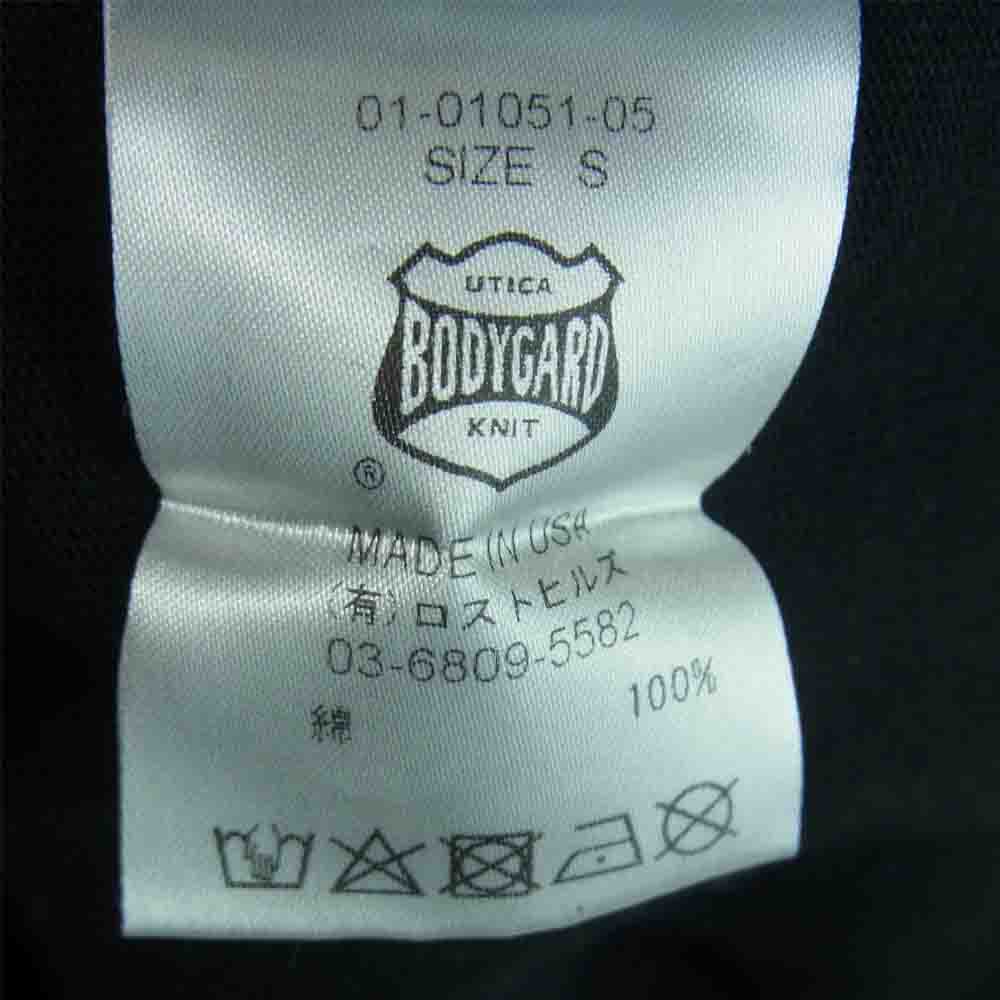 01-01051-05
SIZE S
UTICA
BODYGARD
KNIT
®
MADE IN USA
(有)ロストヒルズ
03-6809-5582
綿 100%